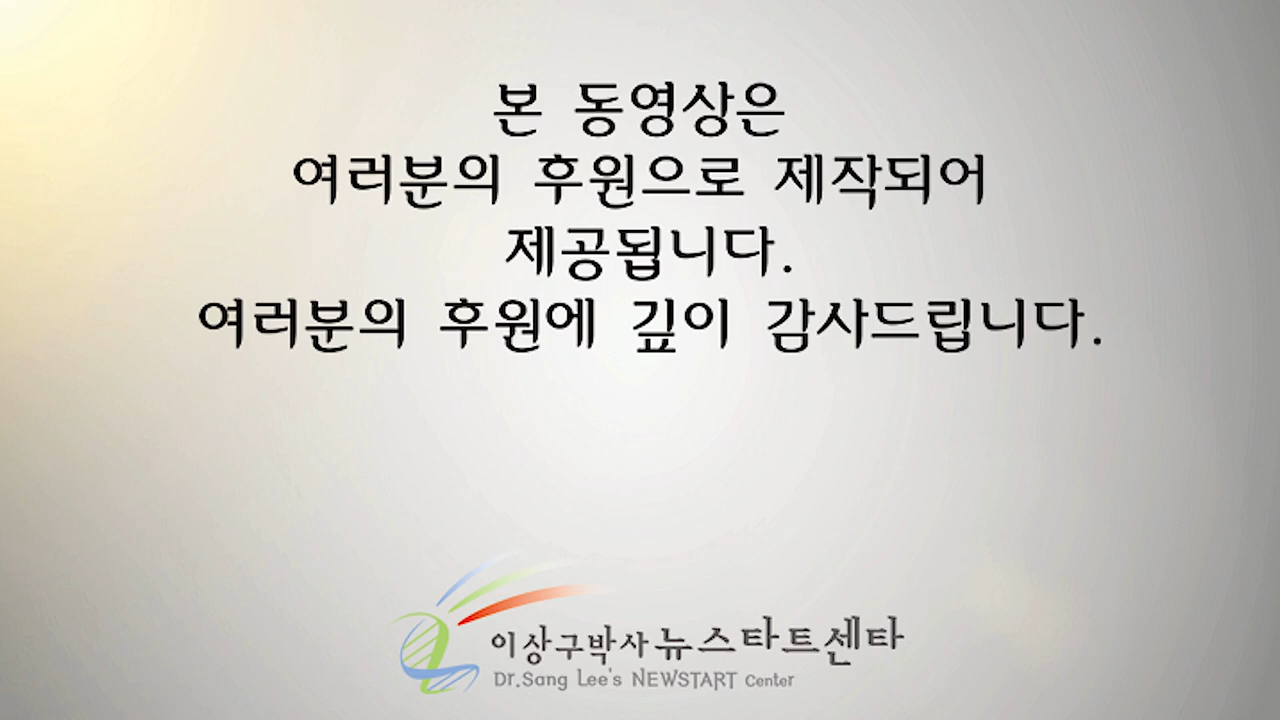 본 동영상은
여러분의 후원으로 제작되어
제공됩니다.
여러분의 후원에 깊이 감사드립니다.
이상구박사뉴스타트센타
Dr.Sang Lee's NEWSTART Center